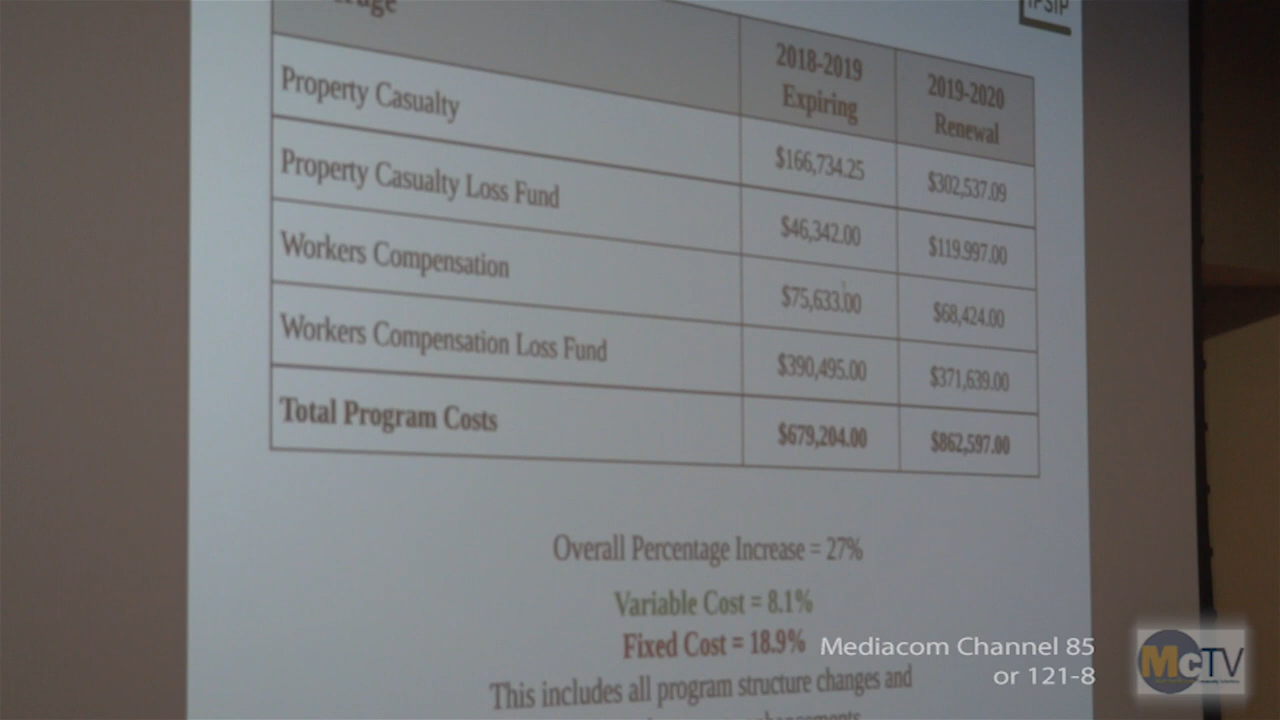 IPSIP
2018-2019
Expiring
2019-2020
Renewal
Property Casualty
$166,734.25
$302,537.09
Property Casualty Loss Fund
$46,342.00
$119.997.00
Workers Compensation
$75,633.00
$68,424.00
Workers Compensation Loss Fund
$390,495.00
$371,639.00
Total Program Costs
$679,204.00
$862,597.00
Overall Percentage Increase = 27%
Variable Cost = 8.1%
Fixed Cost = 18.9%
This includes all program structure changes and
Mediacom Channel 85
or 121-8
McTV